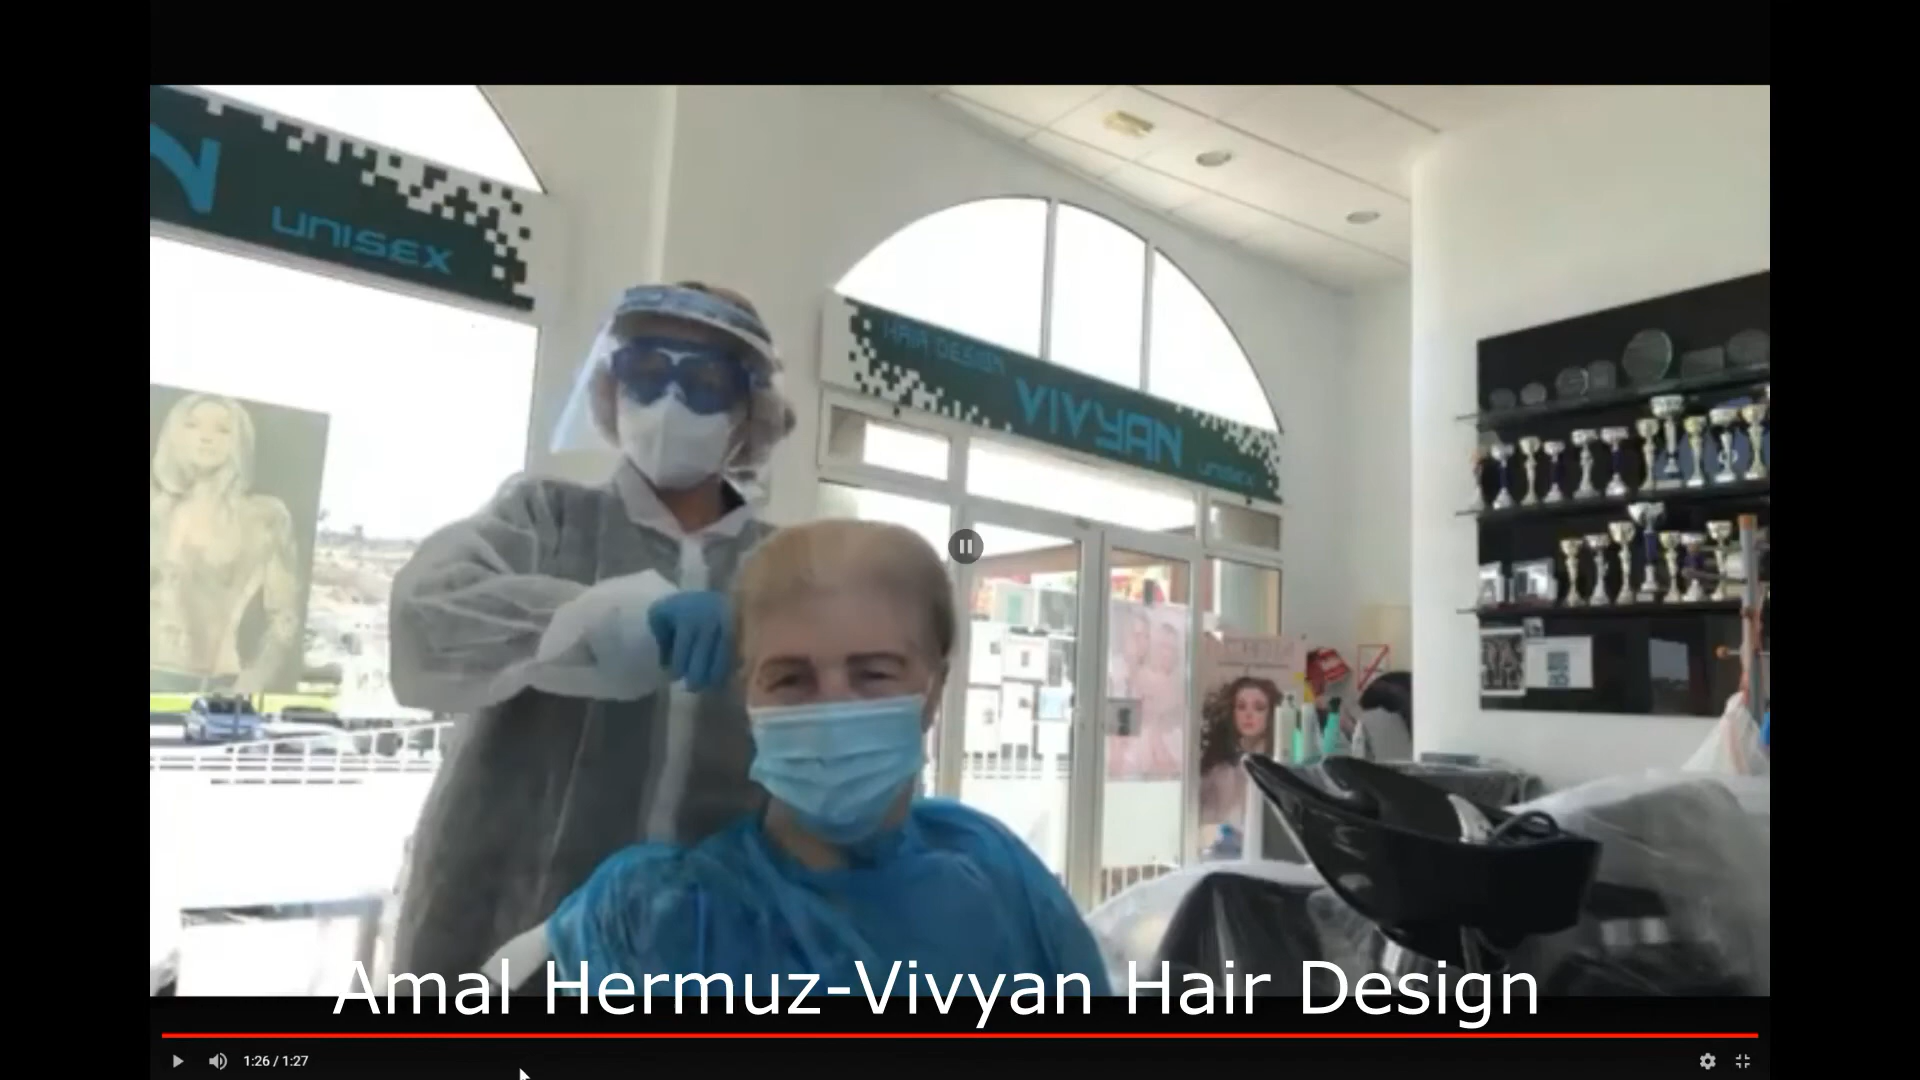 N
UNISEX
HAIR DESIGN
VIVYAN
UNISEX
Amal Hermuz-Vivyan Hair Design
1:26 / 1:27